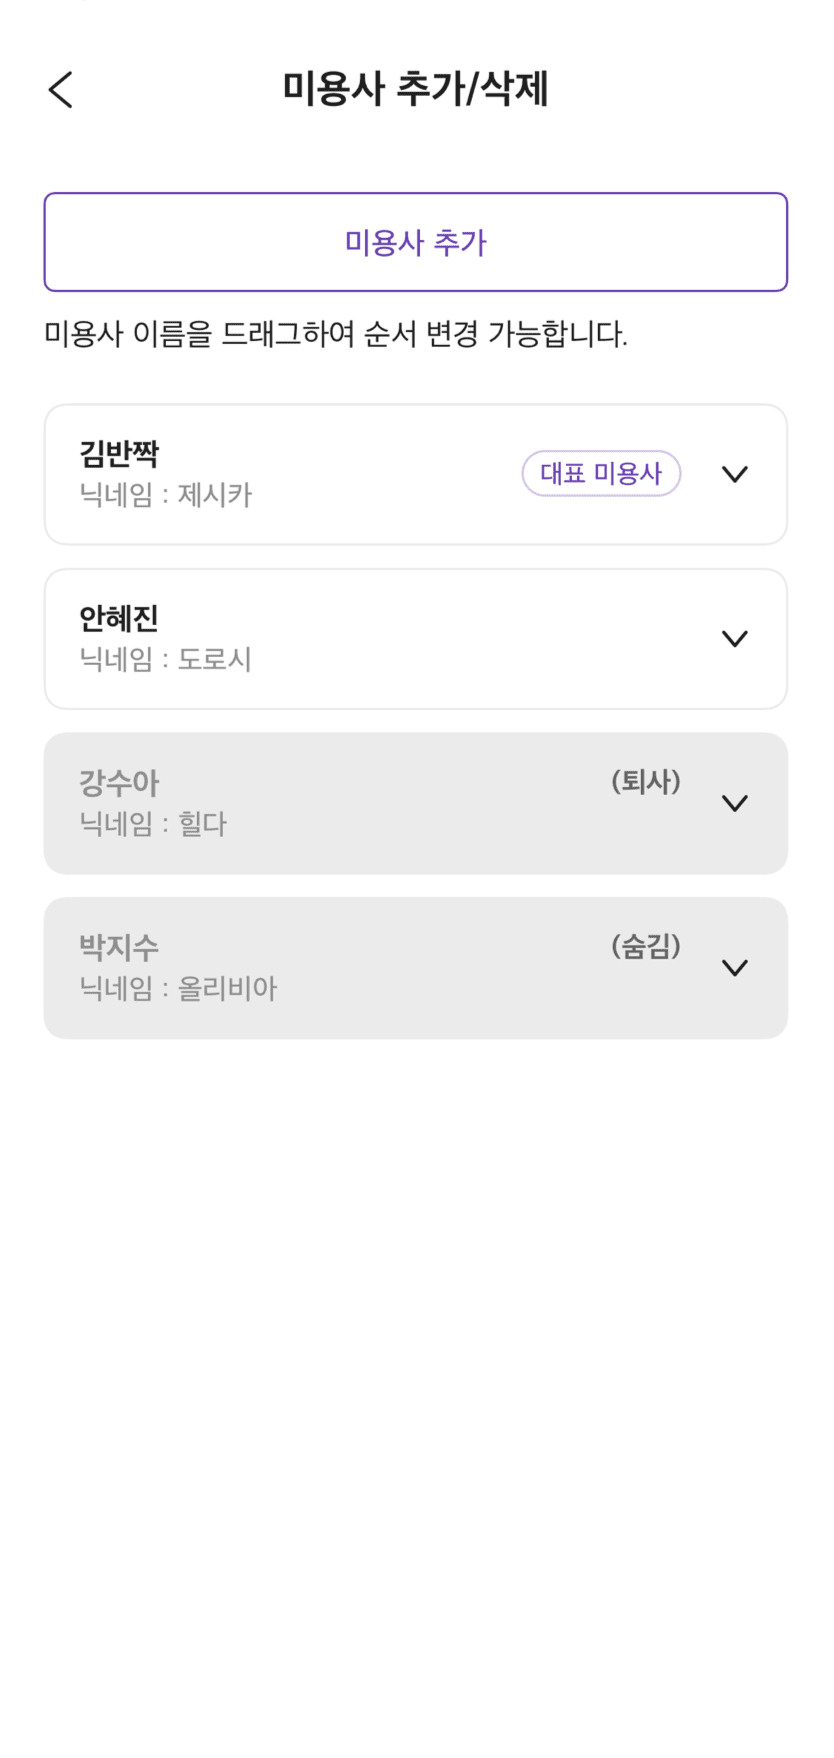 미용사 추가/삭제
미용사 추가
미용사 이름을 드래그하여 순서 변경 가능합니다.
김반짝
대표 미용사
닉네임 : 제시카
안혜진
닉네임 : 도로시
강수아
(퇴사)
닉네임 : 힐다
박지수
(숨김)
닉네임 : 올리비아